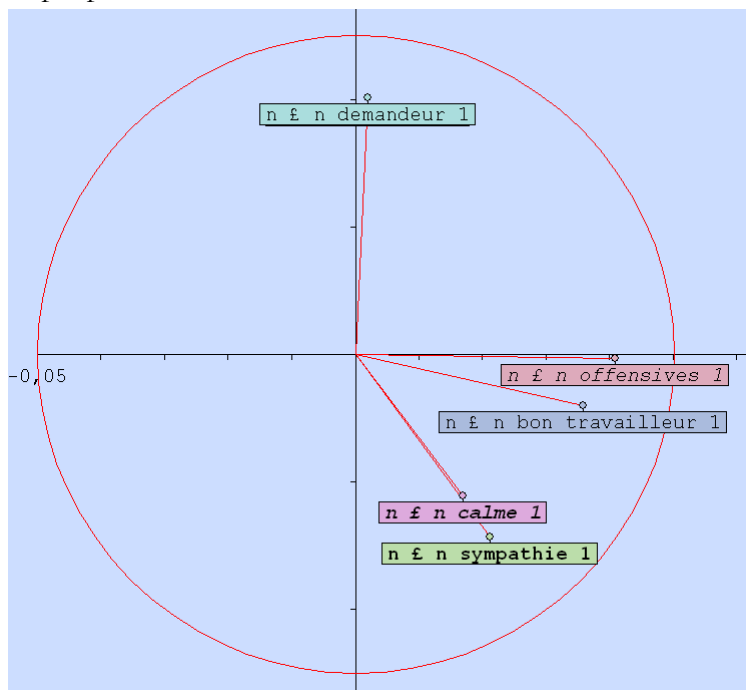 n £ n demandeur 1
-0,05
n £ n offensives 1
n £ n bon travailleur 1
n £ n calme 1
n £ n sympathie 1